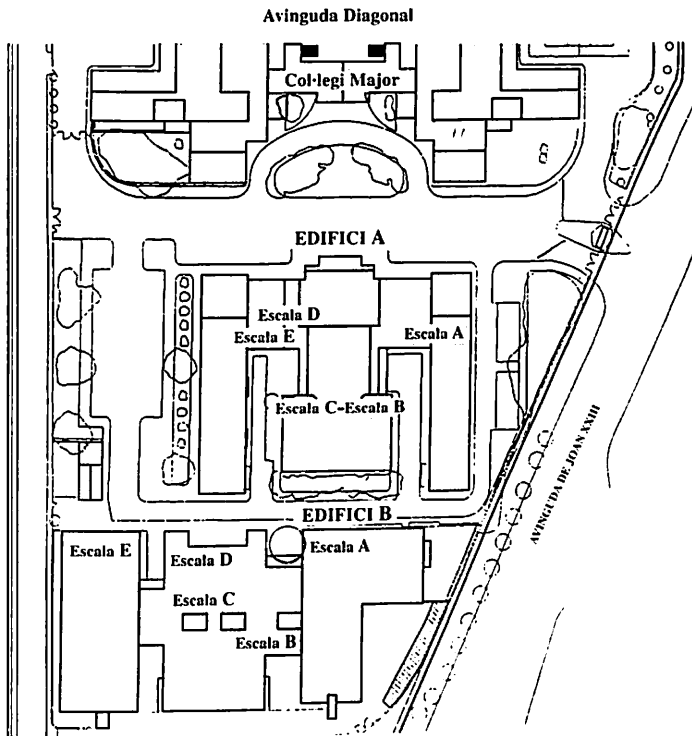 Avinguda Diagonal
Col·legi Major
EDIFICI A
Escala D
Escala E
Escala A
Escala C-Escala B
AVINGUDA DE JOAN XXIII
EDIFICI B
Escala E
Escala D
Escala A
Escala C
Escala B